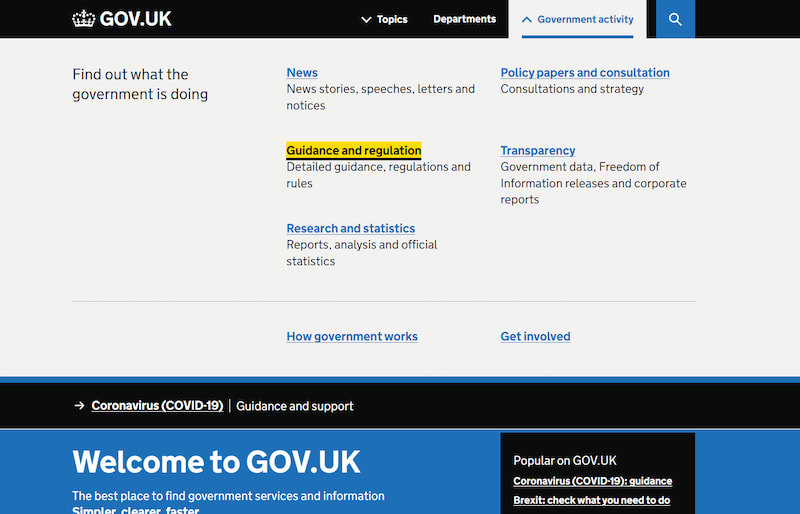 GOV.UK
Topics
Departments
Government activity
Find out what the
government is doing
News
News stories, speeches, letters and
notices
Policy papers and consultation
Consultations and strategy
Guidance and regulation
Detailed guidance, regulations and
rules
Transparency
Government data, Freedom of
Information releases and corporate
reports
Research and statistics
Reports, analysis and official
statistics
How government works
Get involved
Coronavirus (COVID-19) | Guidance and support
Welcome to GOV.UK
The best place to find government services and information
Simpler, clearer, faster
Popular on GOV.UK
Coronavirus (COVID-19): guidance
Brexit: check what you need to do